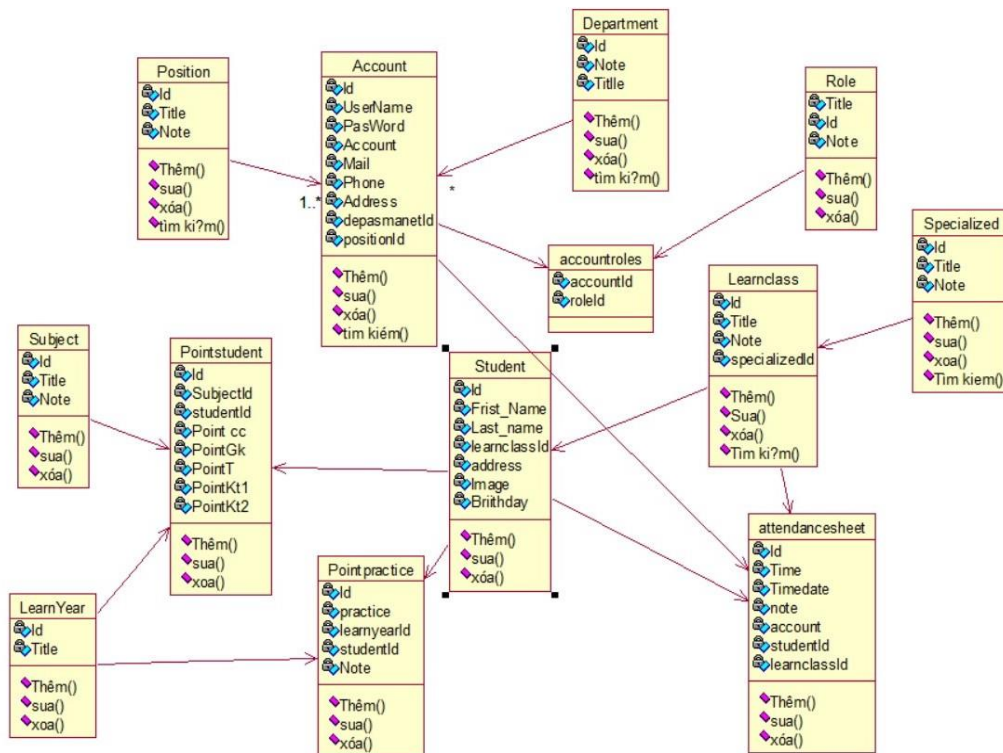 Department
Id
Note
Titlle
Thêm()
sua()
xóa()
tìm ki?m()
Position
Id
Title
Note
Thêm()
sua()
xóa()
tìm ki?m()
Account
Id
UserName
PasWord
Account
Mail
Phone
Address
depasmanetId
positionId
Thêm()
sua()
xóa()
tim kiém()
1..*
*
Role
Title
Id
Note
Thêm()
sua()
xóa()
accountroles
accountId
roleId
Specialized
Id
Title
Note
Thêm()
sua()
xoa()
Tim kiem()
Learnclass
Id
Title
Note
specializedId
Thêm()
Sua()
xóa()
Tìm ki?m()
Subject
Id
Title
Note
Thêm()
sua()
xóa()
Pointstudent
Id
SubjectId
studentId
Point cc
PointGk
PointT
PointKt1
PointKt2
Thêm()
sua()
xoa()
Student
Id
Frist_Name
Last_name
learnclassId
address
Image
Briithday
Thêm()
sua()
xóa()
attendancesheet
Id
Time
Timedate
note
account
studentId
learnclassId
Thêm()
sua()
xóa()
Pointpractice
Id
practice
learnyearId
studentId
Note
Thêm()
sua()
xóa()
LearnYear
Id
Title
Thêm()
sua()
xoa()